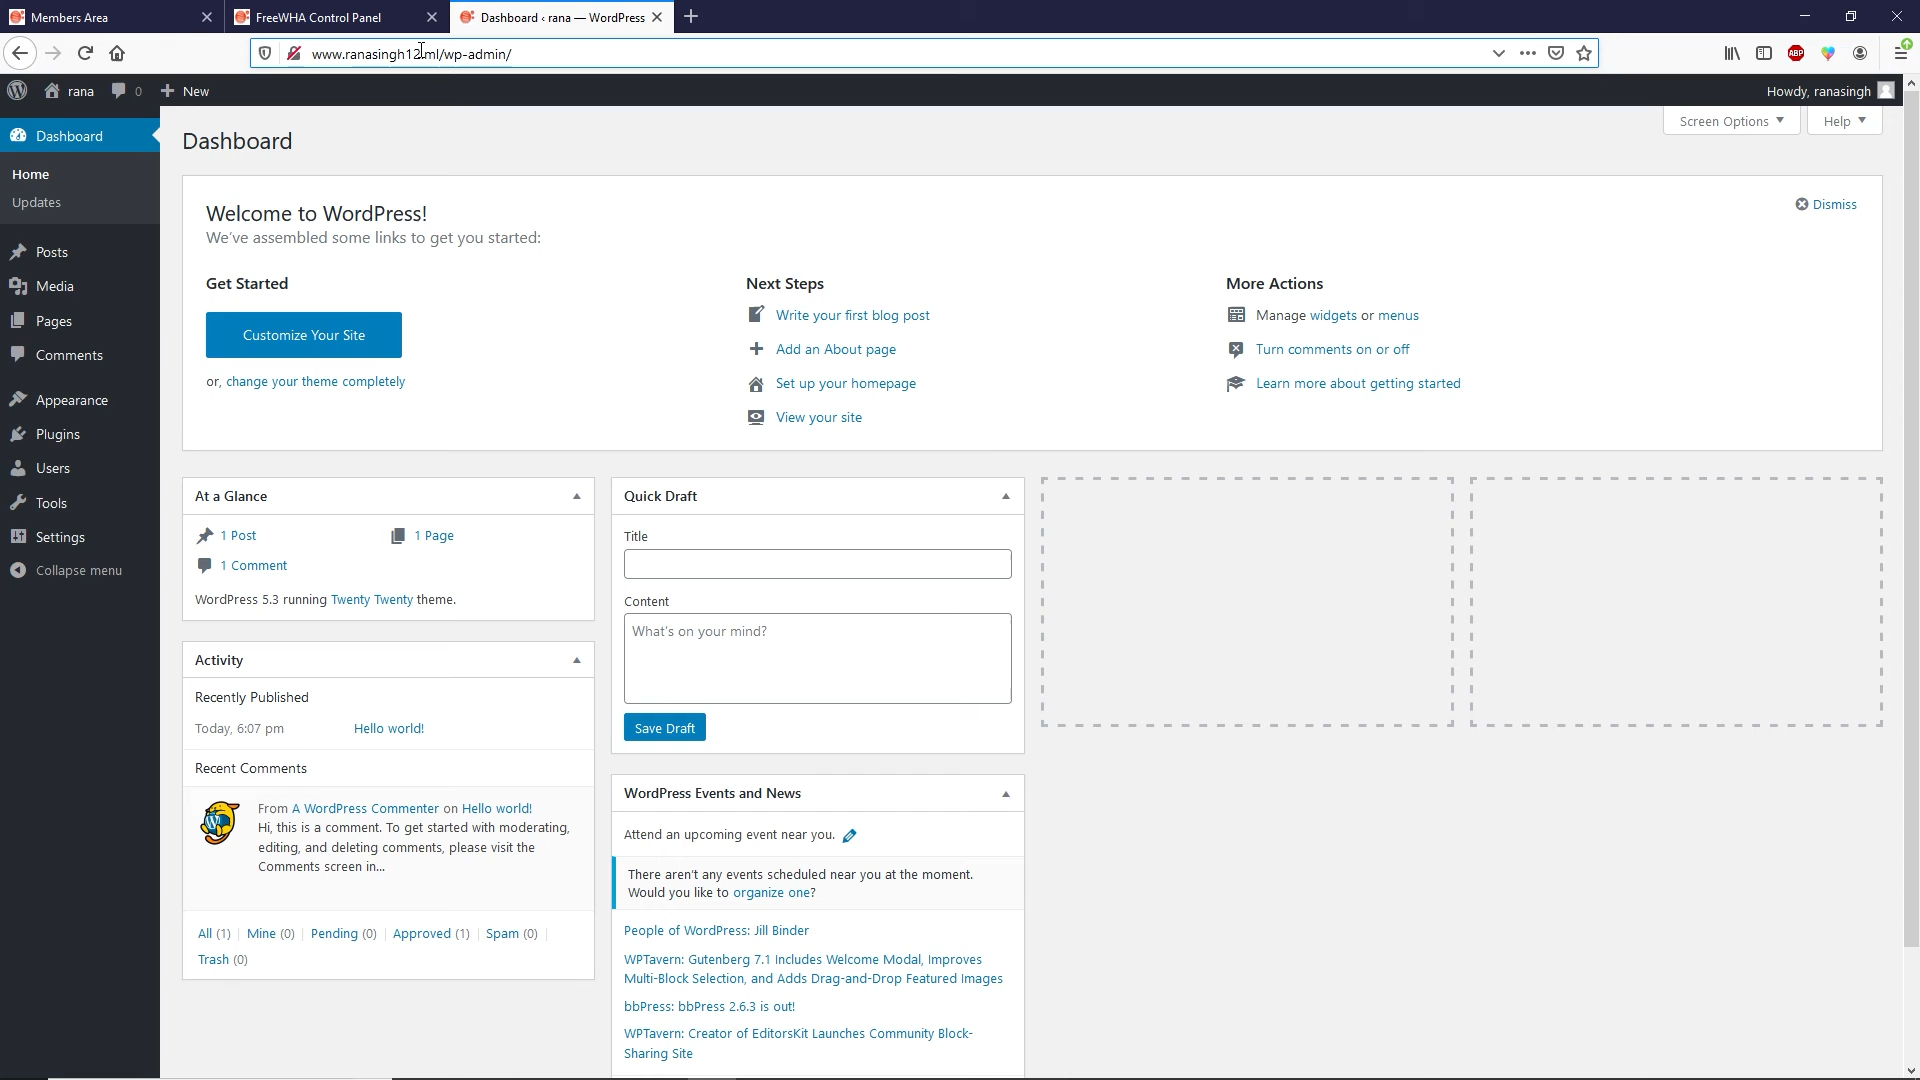 Members Area
FreeWHA Control Panel
Dashboard ‹ rana — WordPress
www.ranasingh12.ml/wp-admin/
ABP
rana
0
New
Howdy, ranasingh
Dashboard
Home
Updates
Posts
Media
Pages
Comments
Appearance
Plugins
Users
Tools
Settings
Collapse menu
Dashboard
Screen Options
Help
Welcome to WordPress!
We've assembled some links to get you started:
Dismiss
Get Started
Customize Your Site
or, change your theme completely
Next Steps
Write your first blog post
Add an About page
Set up your homepage
View your site
More Actions
Manage widgets or menus
Turn comments on or off
Learn more about getting started
At a Glance
1 Post
1 Page
1 Comment
WordPress 5.3 running Twenty Twenty theme.
Activity
Recently Published
Today, 6:07 pm
Hello world!
Recent Comments
From A WordPress Commenter on Hello world!
Hi, this is a comment. To get started with moderating,
editing, and deleting comments, please visit the
Comments screen in...
All (1) | Mine (0) | Pending (0) | Approved (1) | Spam (0) |
Trash (0)
Quick Draft
Title
Content
What's on your mind?
Save Draft
WordPress Events and News
Attend an upcoming event near you.
There aren't any events scheduled near you at the moment.
Would you like to organize one?
People of WordPress: Jill Binder
WPTavern: Gutenberg 7.1 Includes Welcome Modal, Improves
Multi-Block Selection, and Adds Drag-and-Drop Featured Images
bbPress: bbPress 2.6.3 is out!
WPTavern: Creator of EditorsKit Launches Community Block-
Sharing Site